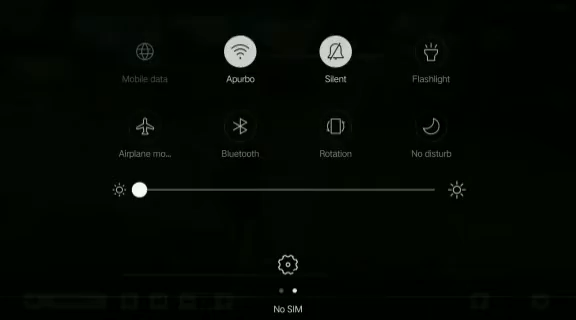 Mobile data
Apurbo
Silent
Flashlight
Airplane mo...
Bluetooth
Rotation
No disturb
No SIM